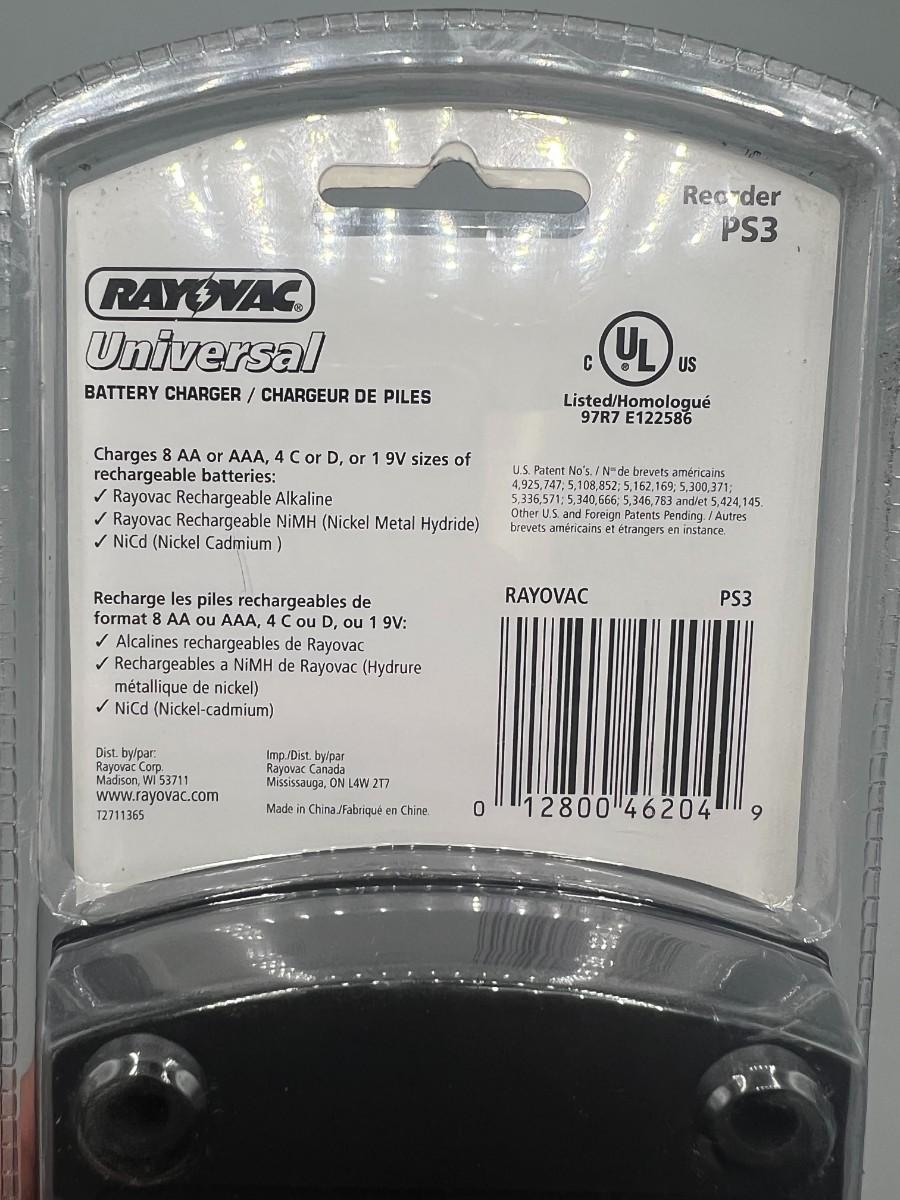 Reorder
PS3
RAYOVAC®
Universal
BATTERY CHARGER / CHARGEUR DE PILES
C UL® US
Listed/Homologué
97R7 E122586
Charges 8 AA or AAA, 4 C or D, or 1 9V sizes of
rechargeable batteries:
✓ Rayovac Rechargeable Alkaline
✓ Rayovac Rechargeable NiMH (Nickel Metal Hydride)
✓ NiCd (Nickel Cadmium )
U.S. Patent No's. / Nos de brevets américains
4,925,747; 5,108,852; 5,162,169; 5,300,371;
5,336,571; 5,340,666; 5,346,783 and/et 5,424,145.
Other U.S. and Foreign Patents Pending. / Autres
brevets américains et étrangers en instance.
Recharge les piles rechargeables de
format 8 AA ou AAA, 4 C ou D, ou 1 9V:
✓ Alcalines rechargeables de Rayovac
✓ Rechargeables a NiMH de Rayovac (Hydrure
métallique de nickel)
✓ NiCd (Nickel-cadmium)
RAYOVAC PS3
0 12800 46204 9
Dist. by/par:
Rayovac Corp.
Madison, WI 53711
www.rayovac.com
T2711365
Imp./Dist. by/par
Rayovac Canada
Mississauga, ON L4W 2T7
Made in China./Fabriqué en Chine.